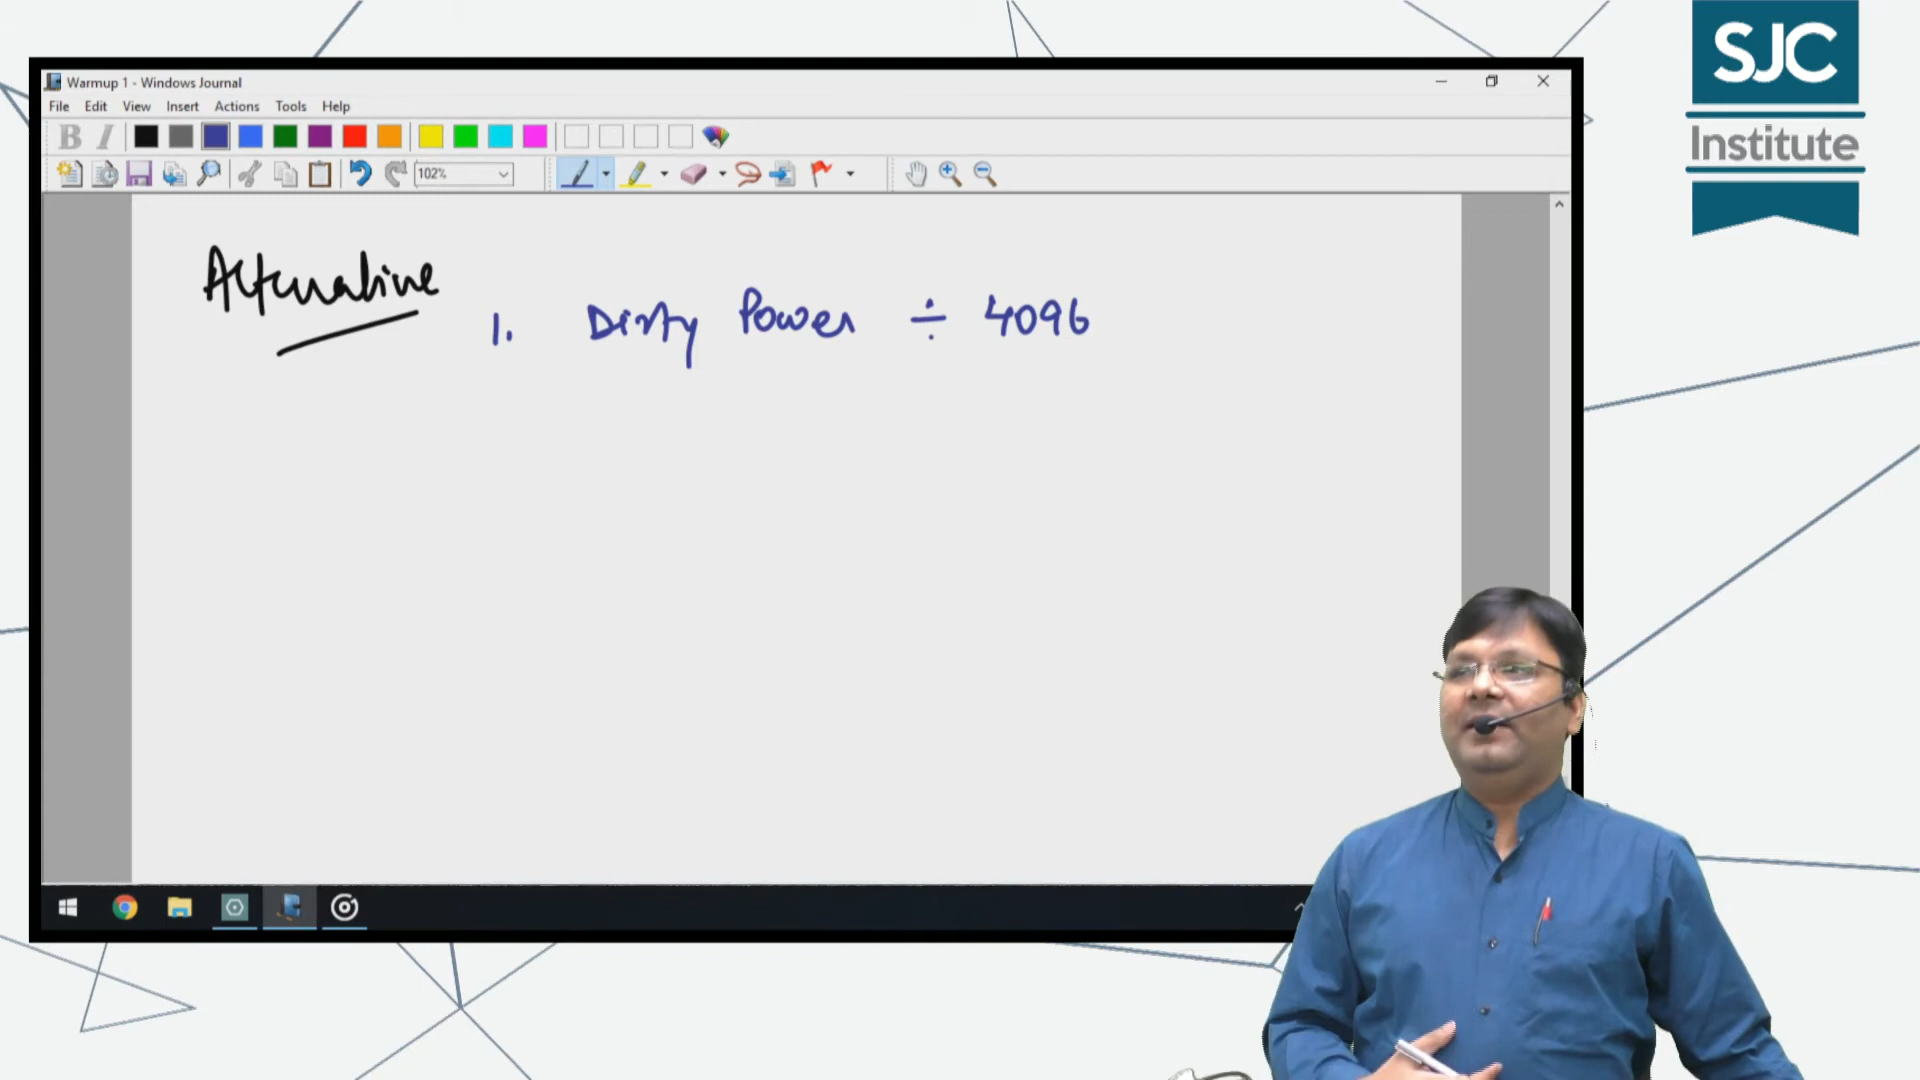 SJC
Institute
Warmup 1 - Windows Journal
File Edit View Insert Actions Tools Help
B I
102%
Alternative
1. Dirty Power ÷ 4096